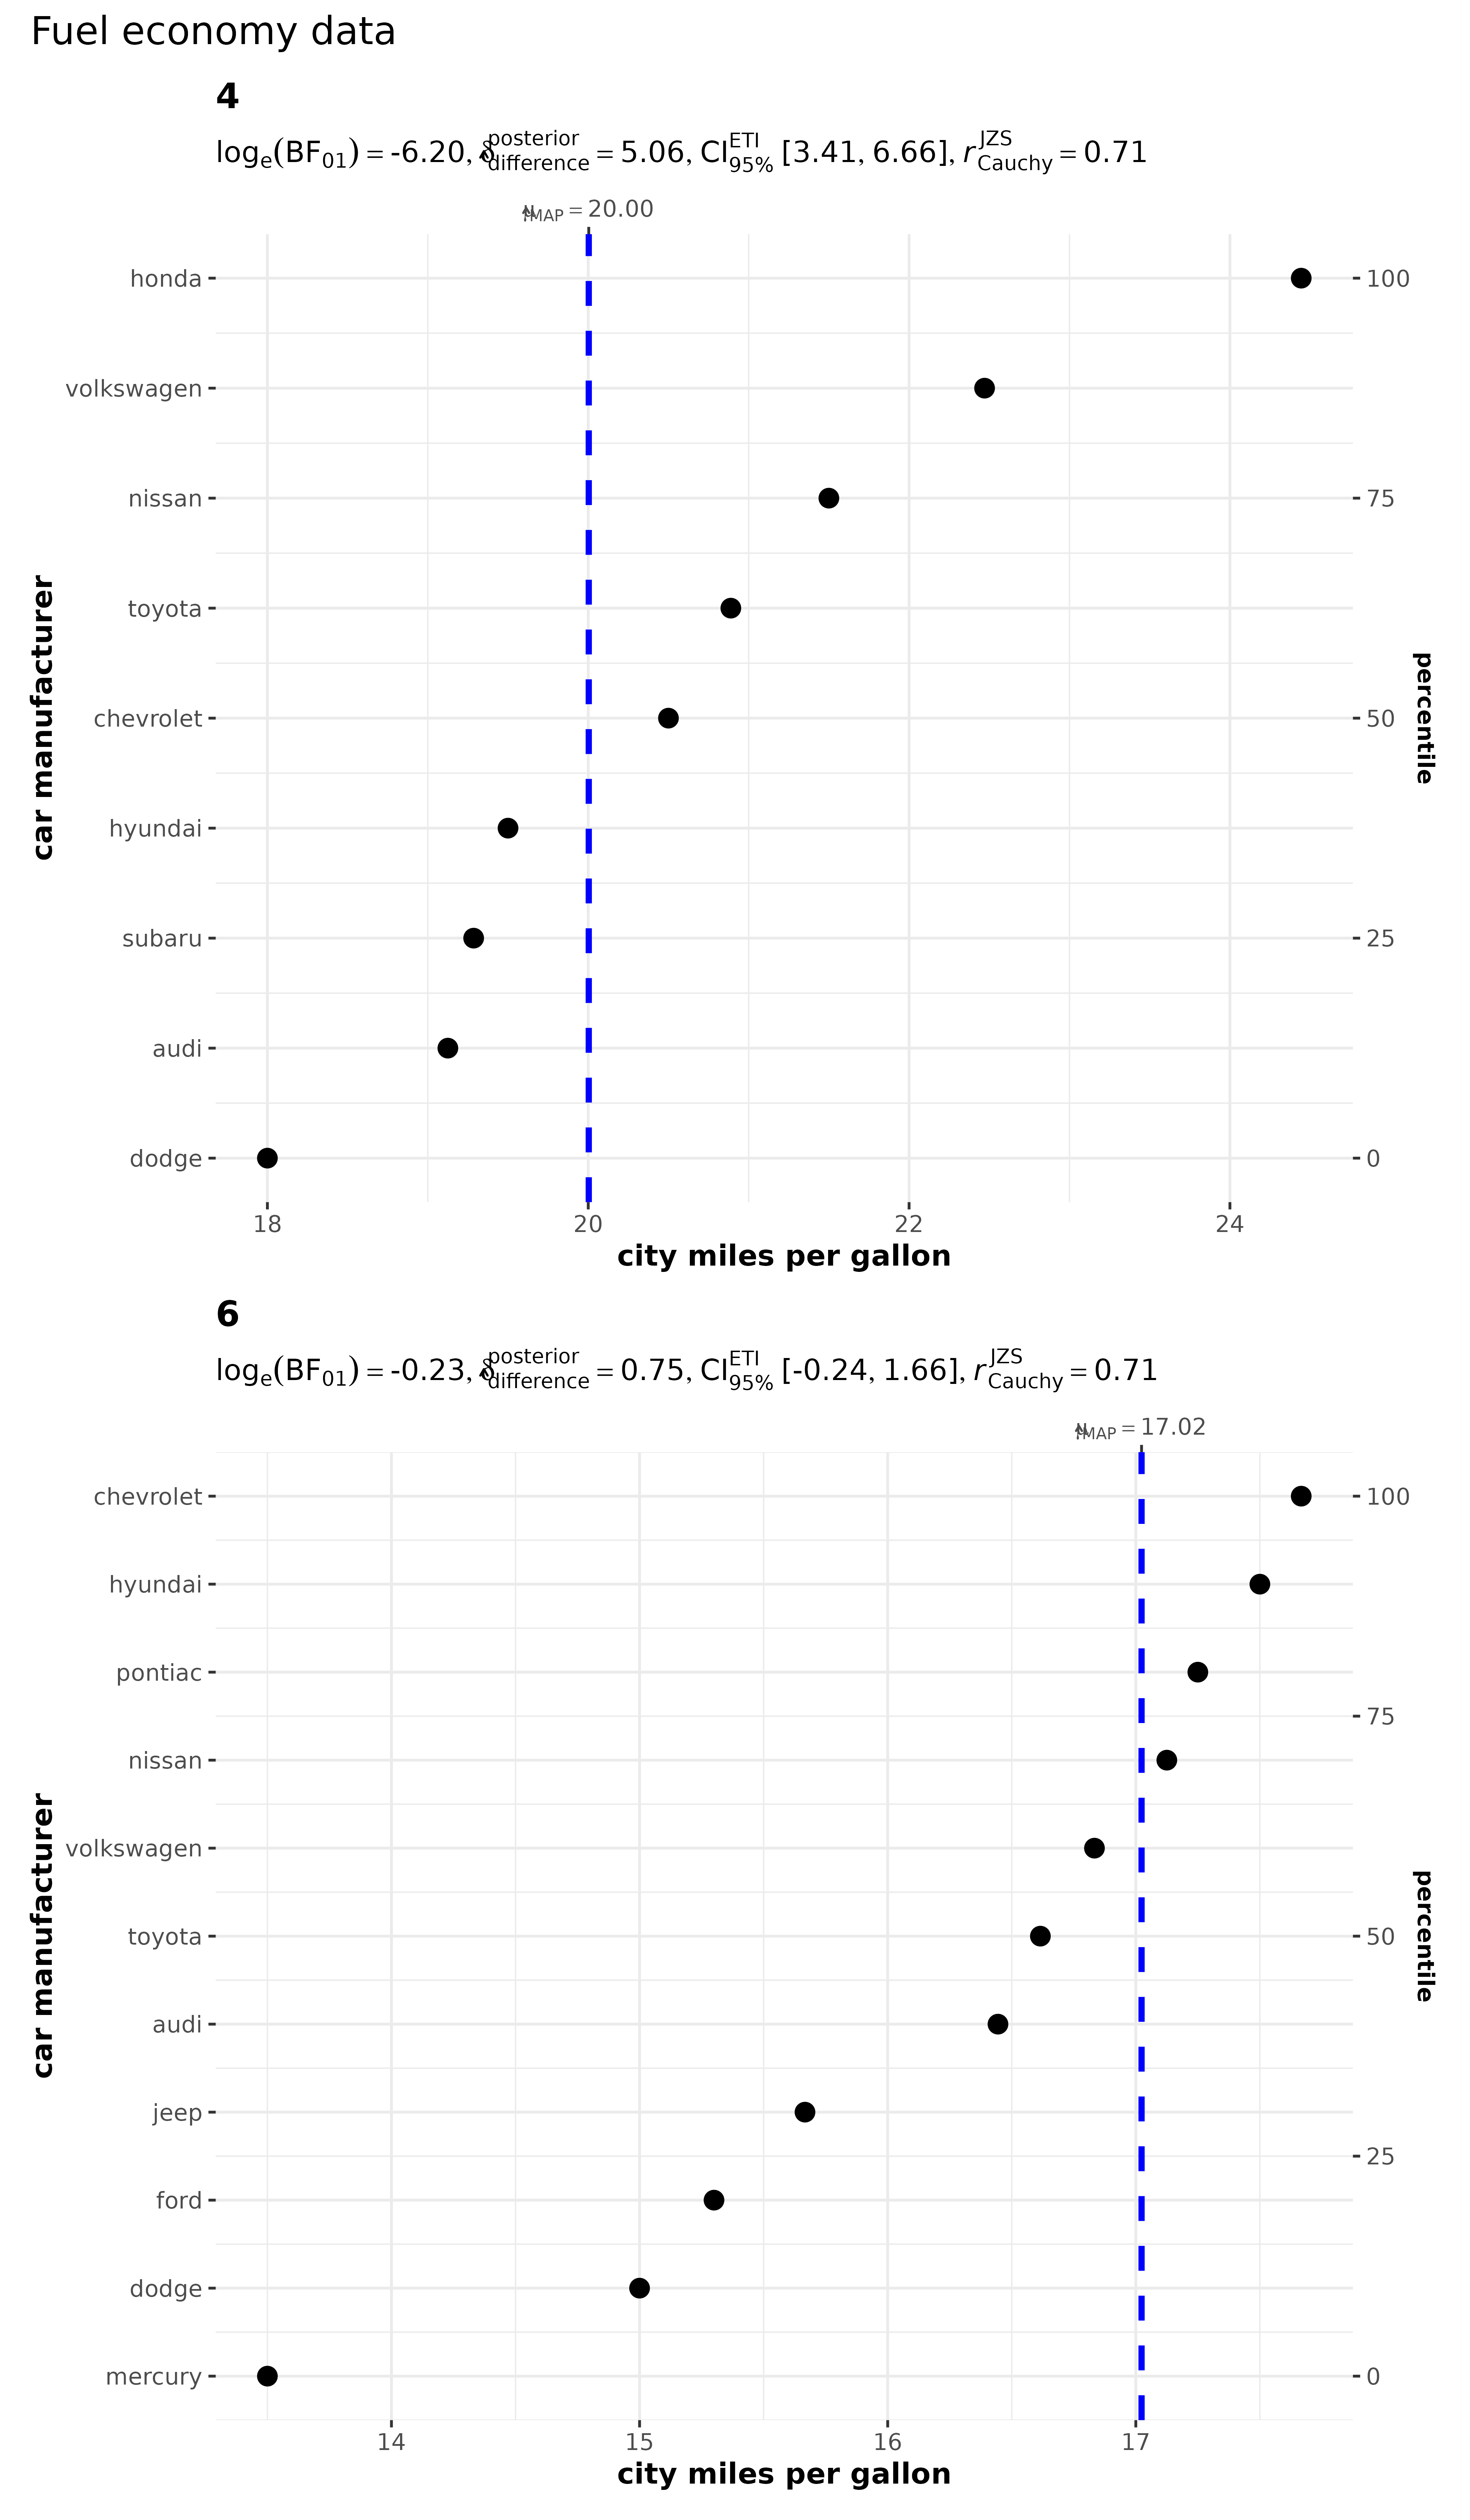 Fuel economy data
4
logₑ(BF₀₁) = -6.20, δ̂ posterior difference = 5.06, CI ETI 95% [3.41, 6.66], r JZS Cauchy = 0.71
μ̂ MAP = 20.00
honda
100
volkswagen
nissan
75
toyota
chevrolet
50
hyundai
subaru
25
audi
dodge
0
car manufacturer
percentile
18 20 22 24
city miles per gallon
6
logₑ(BF₀₁) = -0.23, δ̂ posterior difference = 0.75, CI ETI 95% [-0.24, 1.66], r JZS Cauchy = 0.71
μ̂ MAP = 17.02
chevrolet
100
hyundai
pontiac
75
nissan
volkswagen
toyota
50
audi
jeep
25
ford
dodge
mercury
0
car manufacturer
percentile
14 15 16 17
city miles per gallon